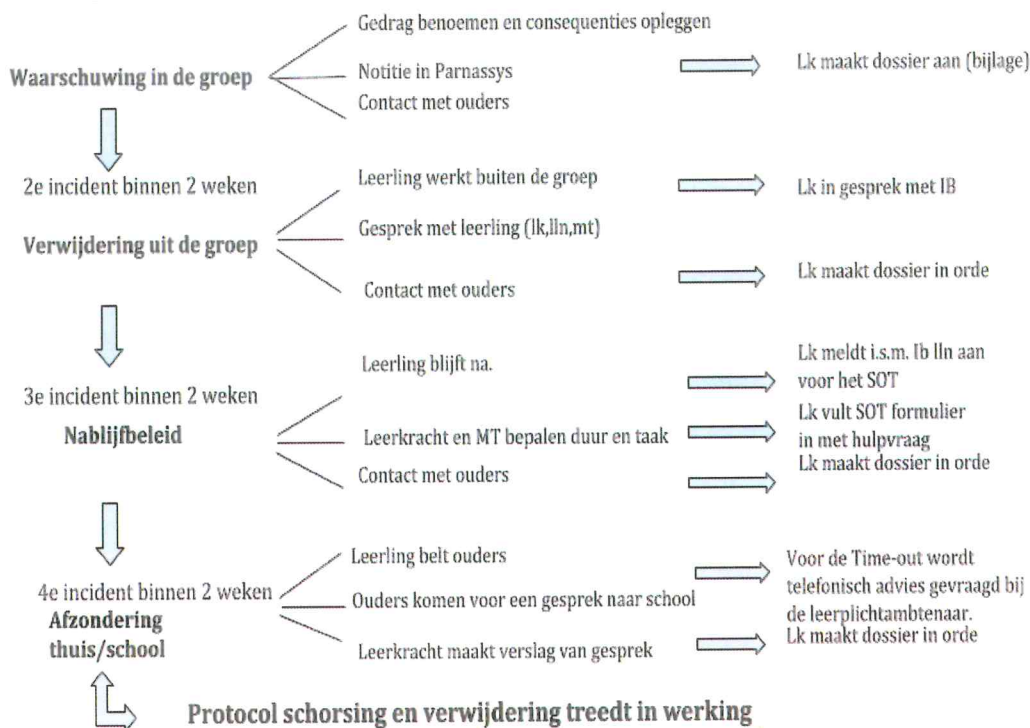 Gedrag benoemen en consequenties opleggen
Waarschuwing in de groep
Notitie in Parnassys
Lk maakt dossier aan (bijlage)
Contact met ouders
2e incident binnen 2 weken
Leerling werkt buiten de groep
Lk in gesprek met IB
Verwijdering uit de groep
Gesprek met leerling (lk,lln,mt)
Contact met ouders
Lk maakt dossier in orde
3e incident binnen 2 weken
Nablijfbeleid
Leerling blijft na.
Lk meldt i.s.m. Ib lln aan
voor het SOT
Leerkracht en MT bepalen duur en taak
Lk vult SOT formulier
in met hulpvraag
Contact met ouders
Lk maakt dossier in orde
4e incident binnen 2 weken
Afzondering
thuis/school
Leerling belt ouders
Ouders komen voor een gesprek naar school
Voor de Time-out wordt
telefonisch advies gevraagd bij
de leerplichtambtenaar.
Leerkracht maakt verslag van gesprek
Lk maakt dossier in orde
Protocol schorsing en verwijdering treedt in werking